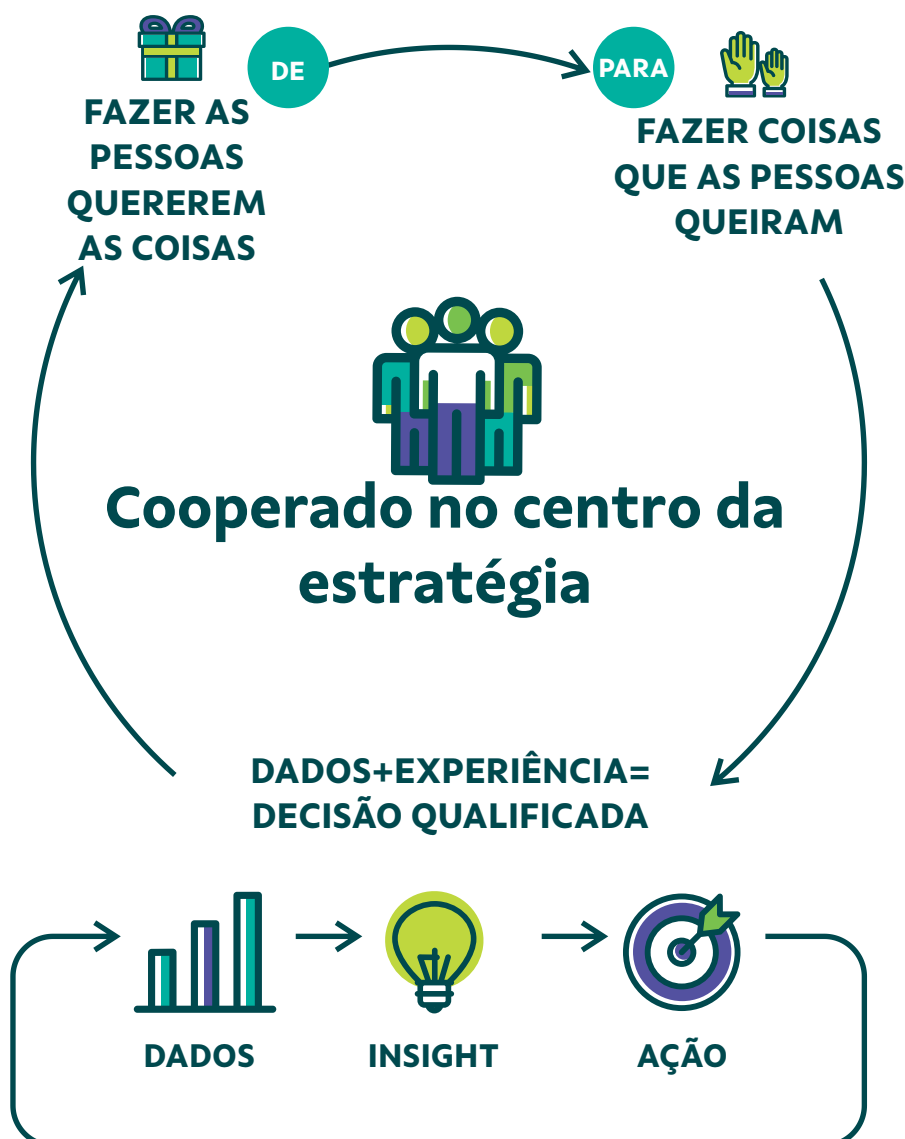 DE
PARA
FAZER AS
PESSOAS
QUEREREM
AS COISAS
FAZER COISAS
QUE AS PESSOAS
QUEIRAM
Cooperado no centro da
estratégia
DADOS+EXPERIÊNCIA=
DECISÃO QUALIFICADA
DADOS
INSIGHT
AÇÃO